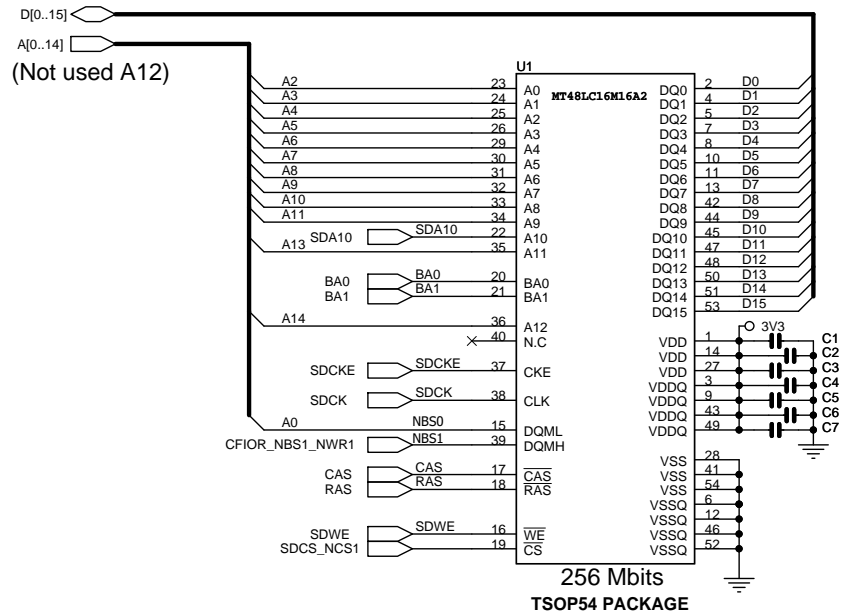 D[0..15]
A[0..14]
(Not used A12)
U1
MT48LC16M16A2
A2 23 A0 DQ0 2 D0
A3 24 A1 DQ1 4 D1
A4 25 A2 DQ2 5 D2
A5 26 A3 DQ3 7 D3
A6 29 A4 DQ4 8 D4
A7 30 A5 DQ5 10 D5
A8 31 A6 DQ6 11 D6
A9 32 A7 DQ7 13 D7
A10 33 A8 DQ8 42 D8
A11 34 A9 DQ9 44 D9
SDA10 SDA10 22 A10 DQ10 45 D10
A13 35 A11 DQ11 47 D11
DQ12 48 D12
BA0 BA0 20 BA0 DQ13 50 D13
BA1 BA1 21 BA1 DQ14 51 D14
DQ15 53 D15
A14 36 A12 3V3
40 N.C VDD 1 C1
VDD 14 C2
SDCKE SDCKE 37 CKE VDD 27 C3
VDDQ 3 C4
SDCK SDCK 38 CLK VDDQ 9 C5
VDDQ 43 C6
A0 NBS0 15 DQML VDDQ 49 C7
CFIOR_NBS1_NWR1 NBS1 39 DQMH
VSS 28
CAS CAS 17 CAS VSS 41
RAS RAS 18 RAS VSS 54
VSSQ 6
VSSQ 12
SDWE SDWE 16 WE VSSQ 46
SDCS_NCS1 19 CS VSSQ 52
256 Mbits
TSOP54 PACKAGE